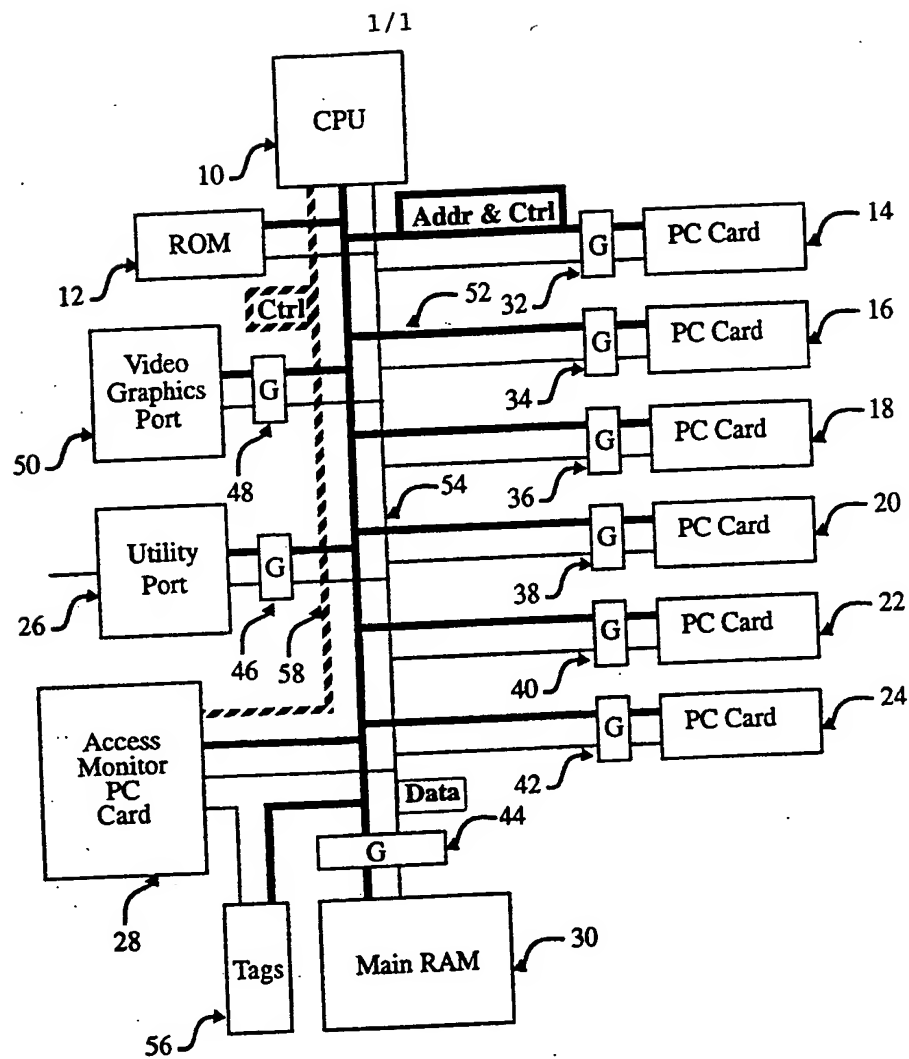 1/1
CPU
10
Addr & Ctrl
ROM
G
PC Card
14
12
32
Ctrl
52
G
PC Card
16
Video
Graphics
Port
G
34
50
48
G
PC Card
18
54
36
Utility
Port
G
G
PC Card
20
26
38
46
58
G
PC Card
22
40
Access
Monitor
PC
Card
G
PC Card
24
42
Data
44
G
28
Tags
Main RAM
30
56